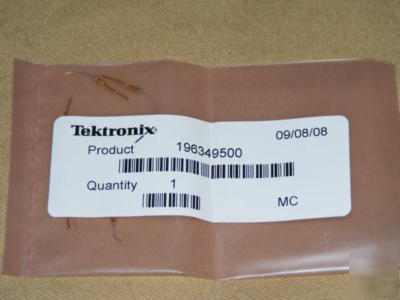 Tektronix®
09/08/08
Product 196349500
Quantity 1
MC